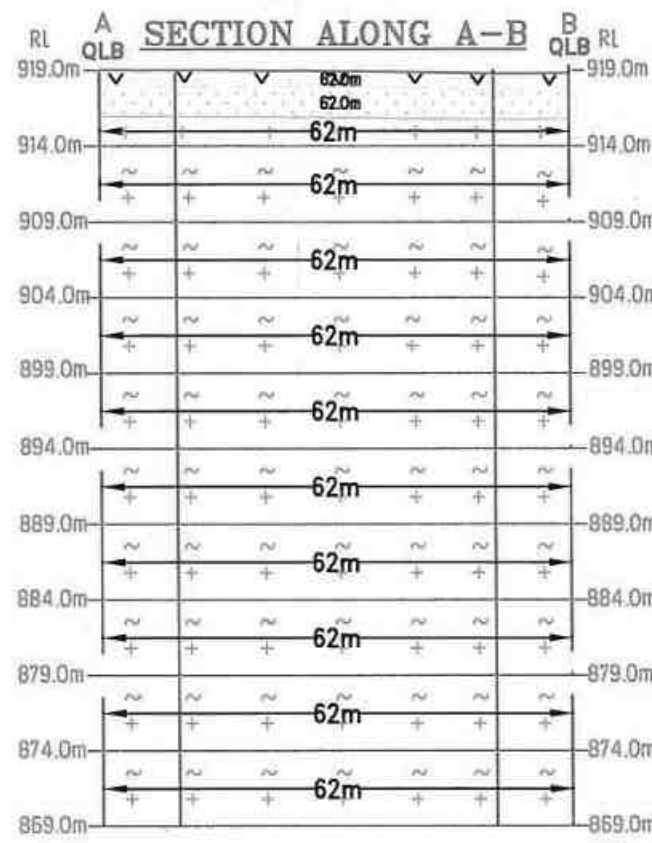 RL A SECTION ALONG A-B B RL
QLB QLB
919.0m 62.0m 919.0m
62.0m
62m
914.0m 914.0m
62m
909.0m 909.0m
62m
904.0m 904.0m
62m
899.0m 899.0m
62m
894.0m 894.0m
62m
889.0m 889.0m
62m
884.0m 884.0m
62m
879.0m 879.0m
62m
874.0m 874.0m
62m
869.0m 869.0m